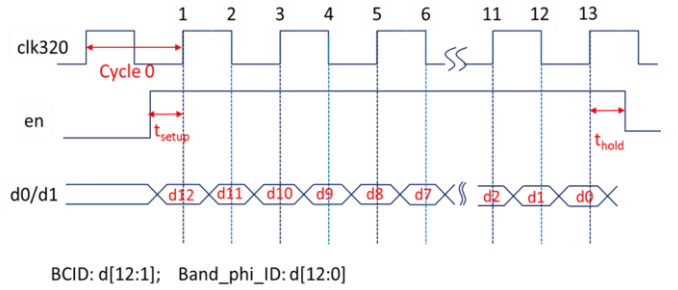 1 2 3 4 5 6 11 12 13
clk320
Cycle 0
en
tsetup
thold
d0/d1 d12 d11 d10 d9 d8 d7 d2 d1 d0
BCID: d[12:1]; Band_phi_ID: d[12:0]